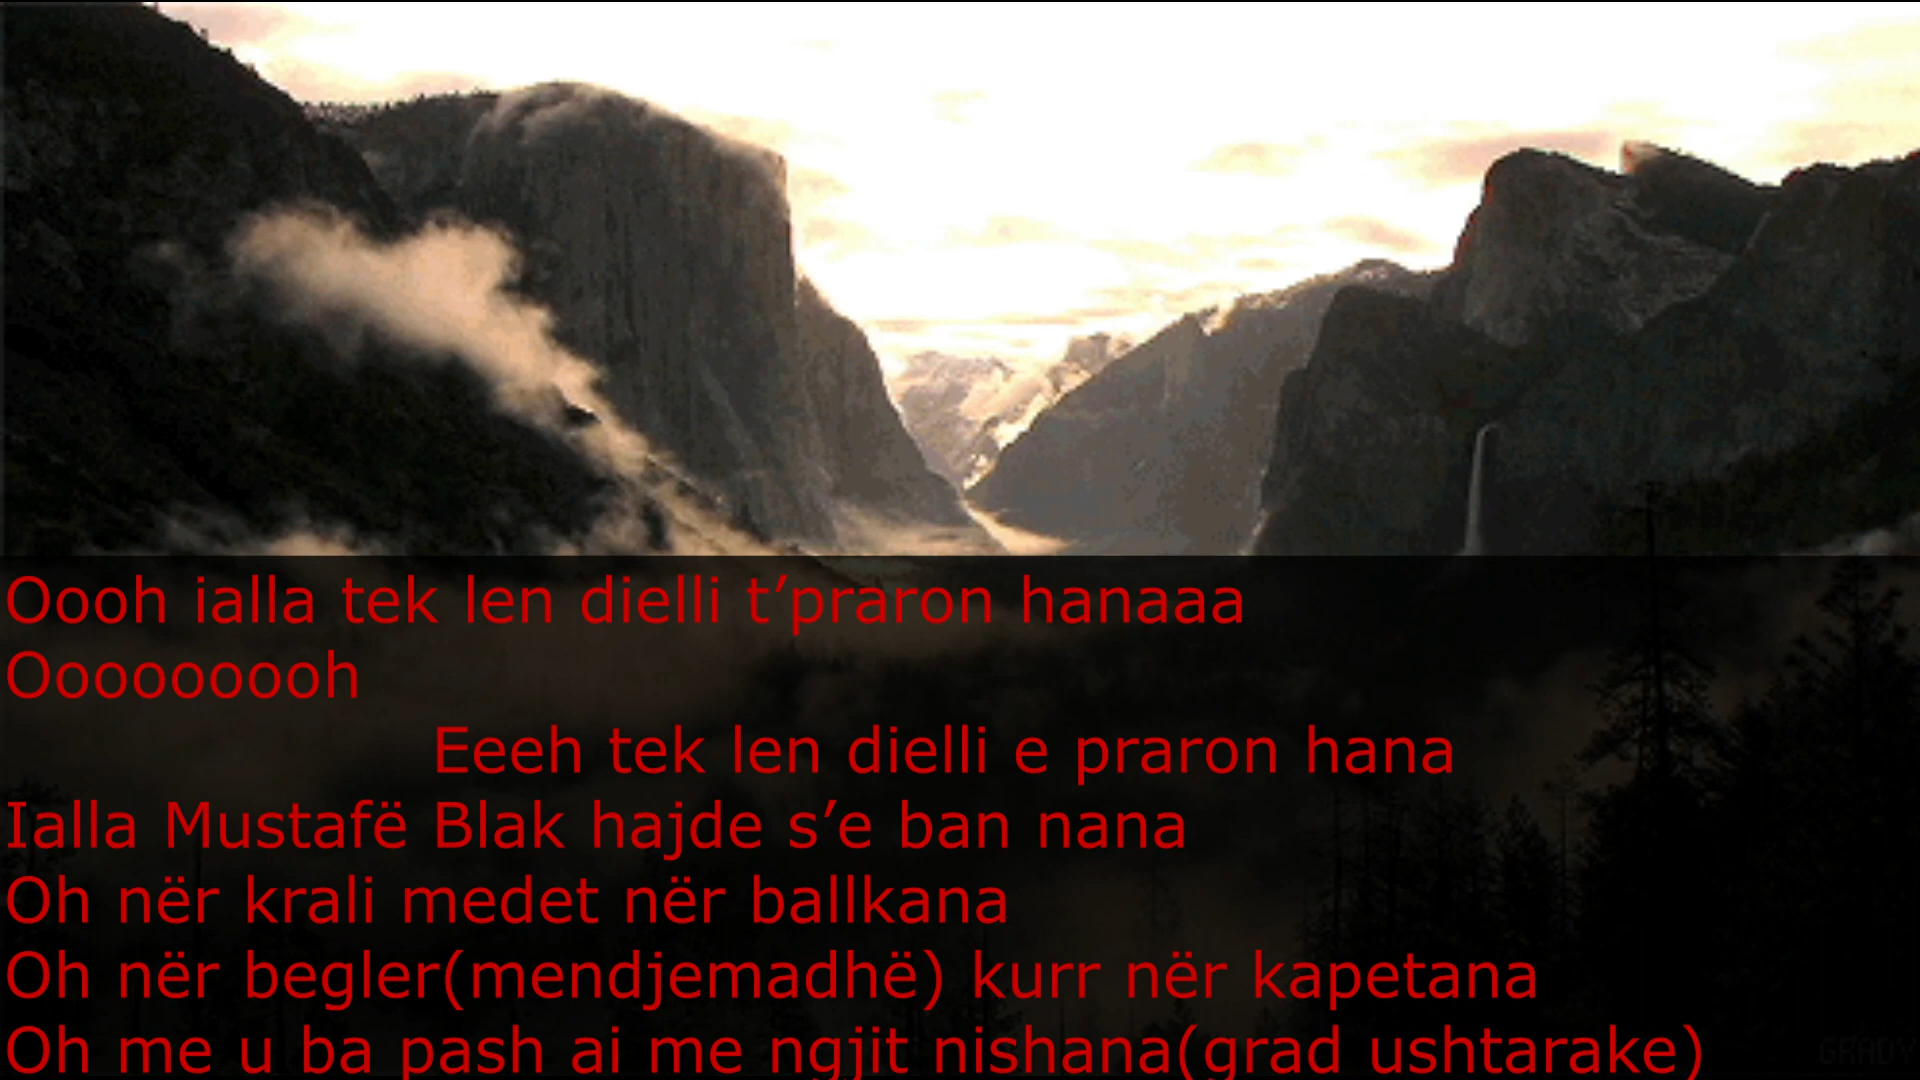 Oooh ialla tek len dielli t’praron hanaaa
Ooooooooh
Eeeh tek len dielli e praron hana
Ialla Mustafë Blak hajde s’e ban nana
Oh nër krali medet nër ballkana
Oh nër begler(mendjemadhë) kurr nër kapetana
Oh me u ba pash ai me ngjit nishana(grad ushtarake)
GRADY